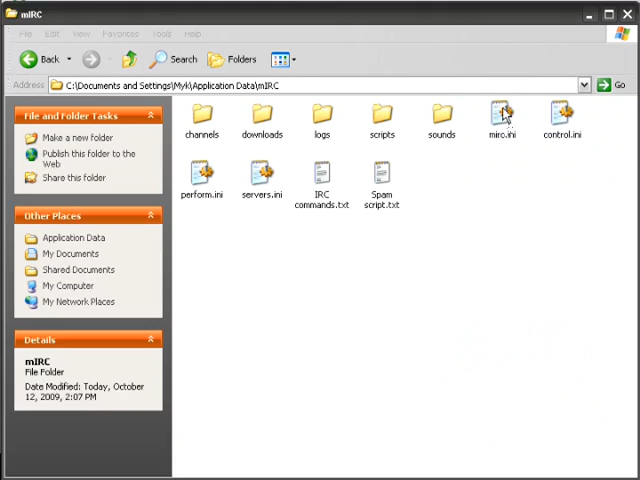 mIRC
File Edit View Favorites Tools Help
Back Search Folders
Address C:\Documents and Settings\Myk\Application Data\mIRC Go
File and Folder Tasks
Make a new folder
Publish this folder to the
Web
Share this folder
Other Places
Application Data
My Documents
Shared Documents
My Computer
My Network Places
Details
mIRC
File Folder
Date Modified: Today, October
12, 2009, 2:07 PM
channels downloads logs scripts sounds mirc.ini control.ini
perform.ini servers.ini IRC Spam
commands.txt script.txt